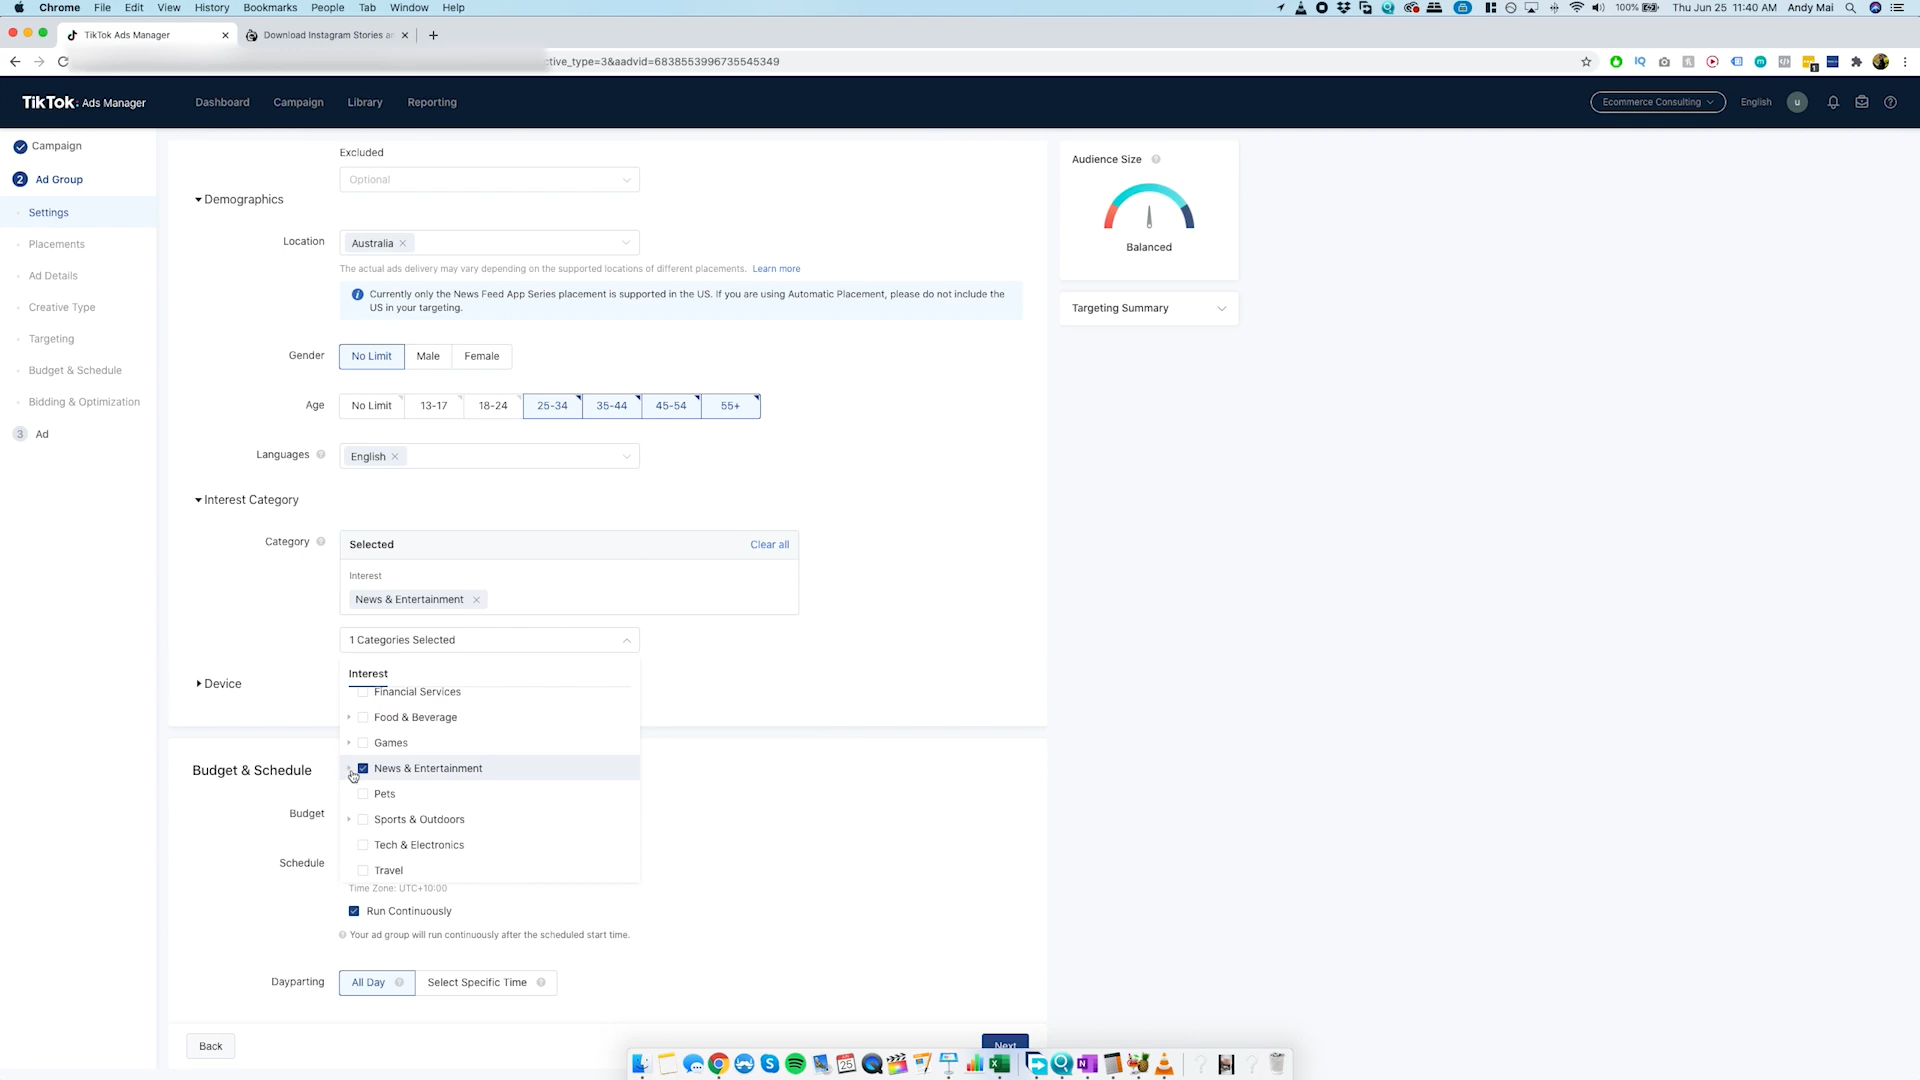 Chrome File Edit View History Bookmarks People Tab Window Help 100% Thu Jun 25 11:40 AM Andy Mai
TikTok Ads Manager Download Instagram Stories an
ctive_type=3&aadvid=6838553996735545349
TikTok: Ads Manager Dashboard Campaign Library Reporting Ecommerce Consulting English u
Campaign
2 Ad Group
Settings
Placements
Ad Details
Creative Type
Targeting
Budget & Schedule
Bidding & Optimization
3 Ad
Excluded
Optional
Demographics
Location Australia
The actual ads delivery may vary depending on the supported locations of different placements. Learn more
Currently only the News Feed App Series placement is supported in the US. If you are using Automatic Placement, please do not include the
US in your targeting.
Gender No Limit Male Female
Age No Limit 13-17 18-24 25-34 35-44 45-54 55+
Languages English
Interest Category
Category Selected Clear all
Interest
News & Entertainment
1 Categories Selected
Device
Interest
Financial Services
Food & Beverage
Games
News & Entertainment
Pets
Sports & Outdoors
Tech & Electronics
Travel
Budget & Schedule
Budget
Schedule
Time Zone: UTC+10:00
Run Continuously
Your ad group will run continuously after the scheduled start time.
Dayparting All Day Select Specific Time
Back Next
Audience Size
Balanced
Targeting Summary